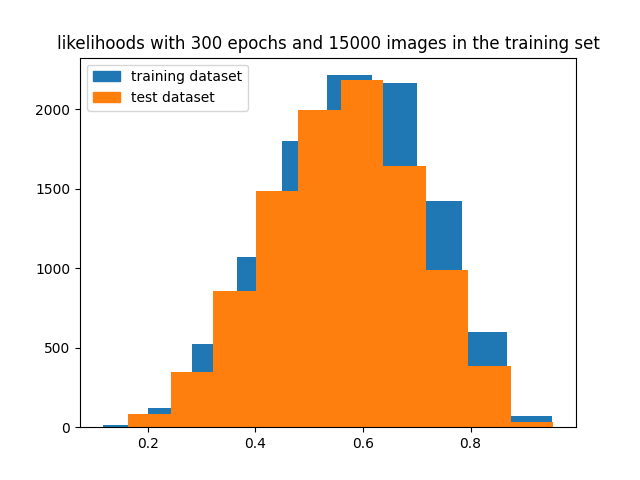 likelihoods with 300 epochs and 15000 images in the training set
training dataset
test dataset
2000
1500
1000
500
0
0.2 0.4 0.6 0.8